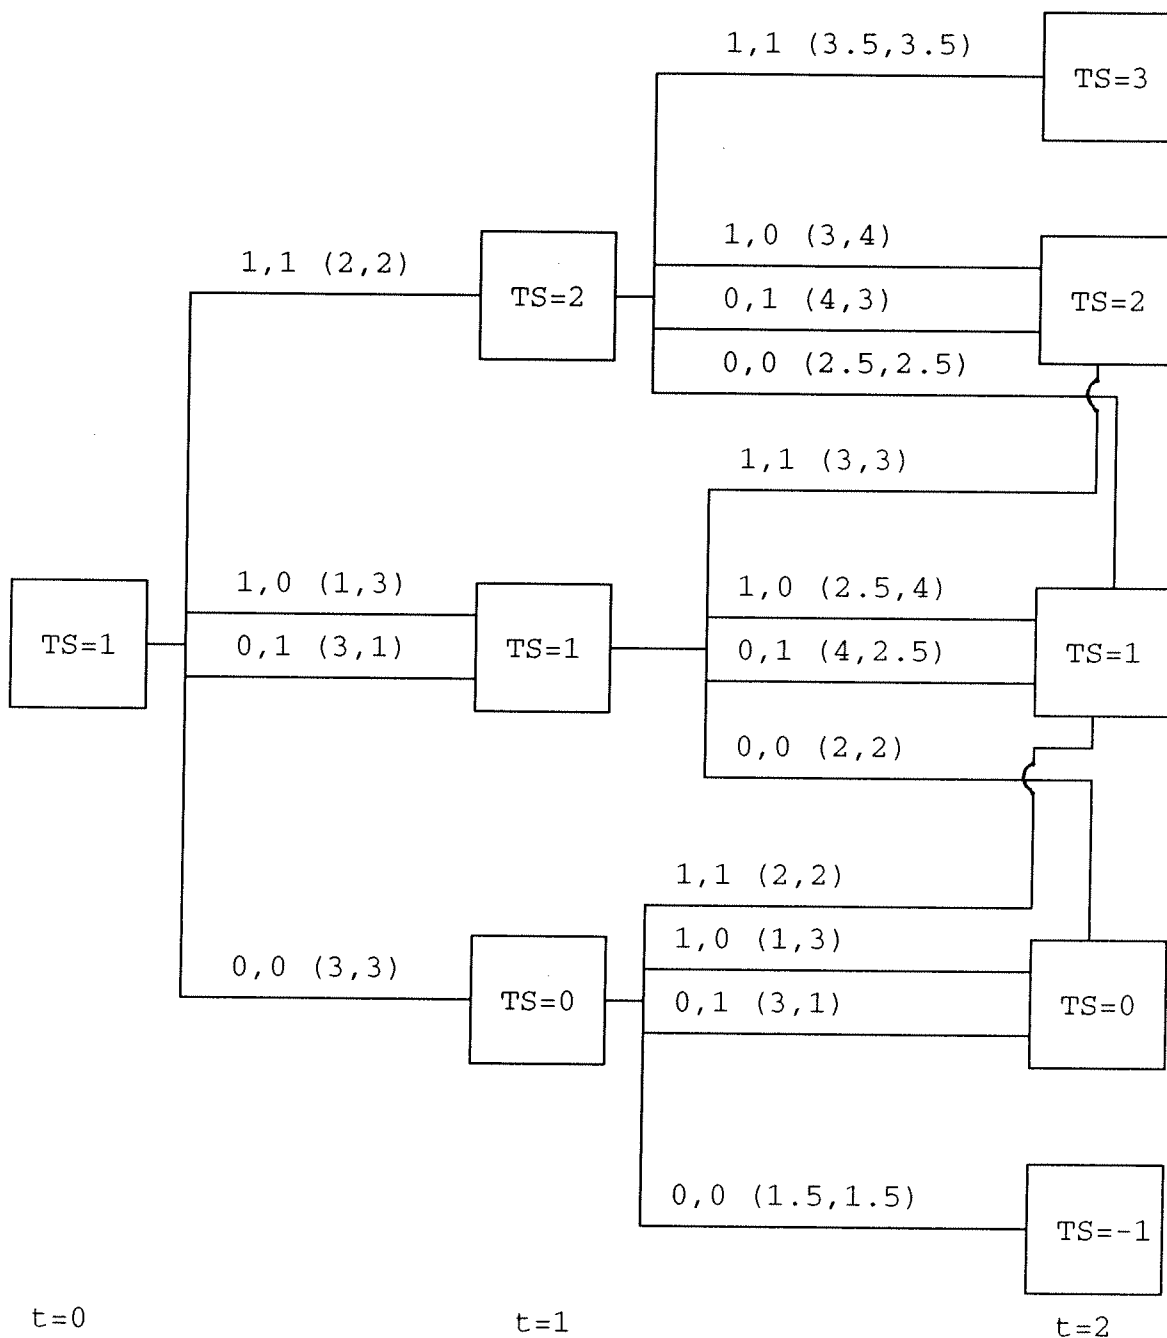 1,1 (3.5,3.5)
TS=3
1,0 (3,4)
1,1 (2,2)
TS=2
0,1 (4,3)
TS=2
0,0 (2.5,2.5)
1,1 (3,3)
1,0 (1,3)
1,0 (2.5,4)
TS=1
0,1 (3,1)
TS=1
0,1 (4,2.5)
TS=1
0,0 (2,2)
1,1 (2,2)
1,0 (1,3)
0,0 (3,3)
TS=0
0,1 (3,1)
TS=0
0,0 (1.5,1.5)
TS=-1
t=0
t=1
t=2